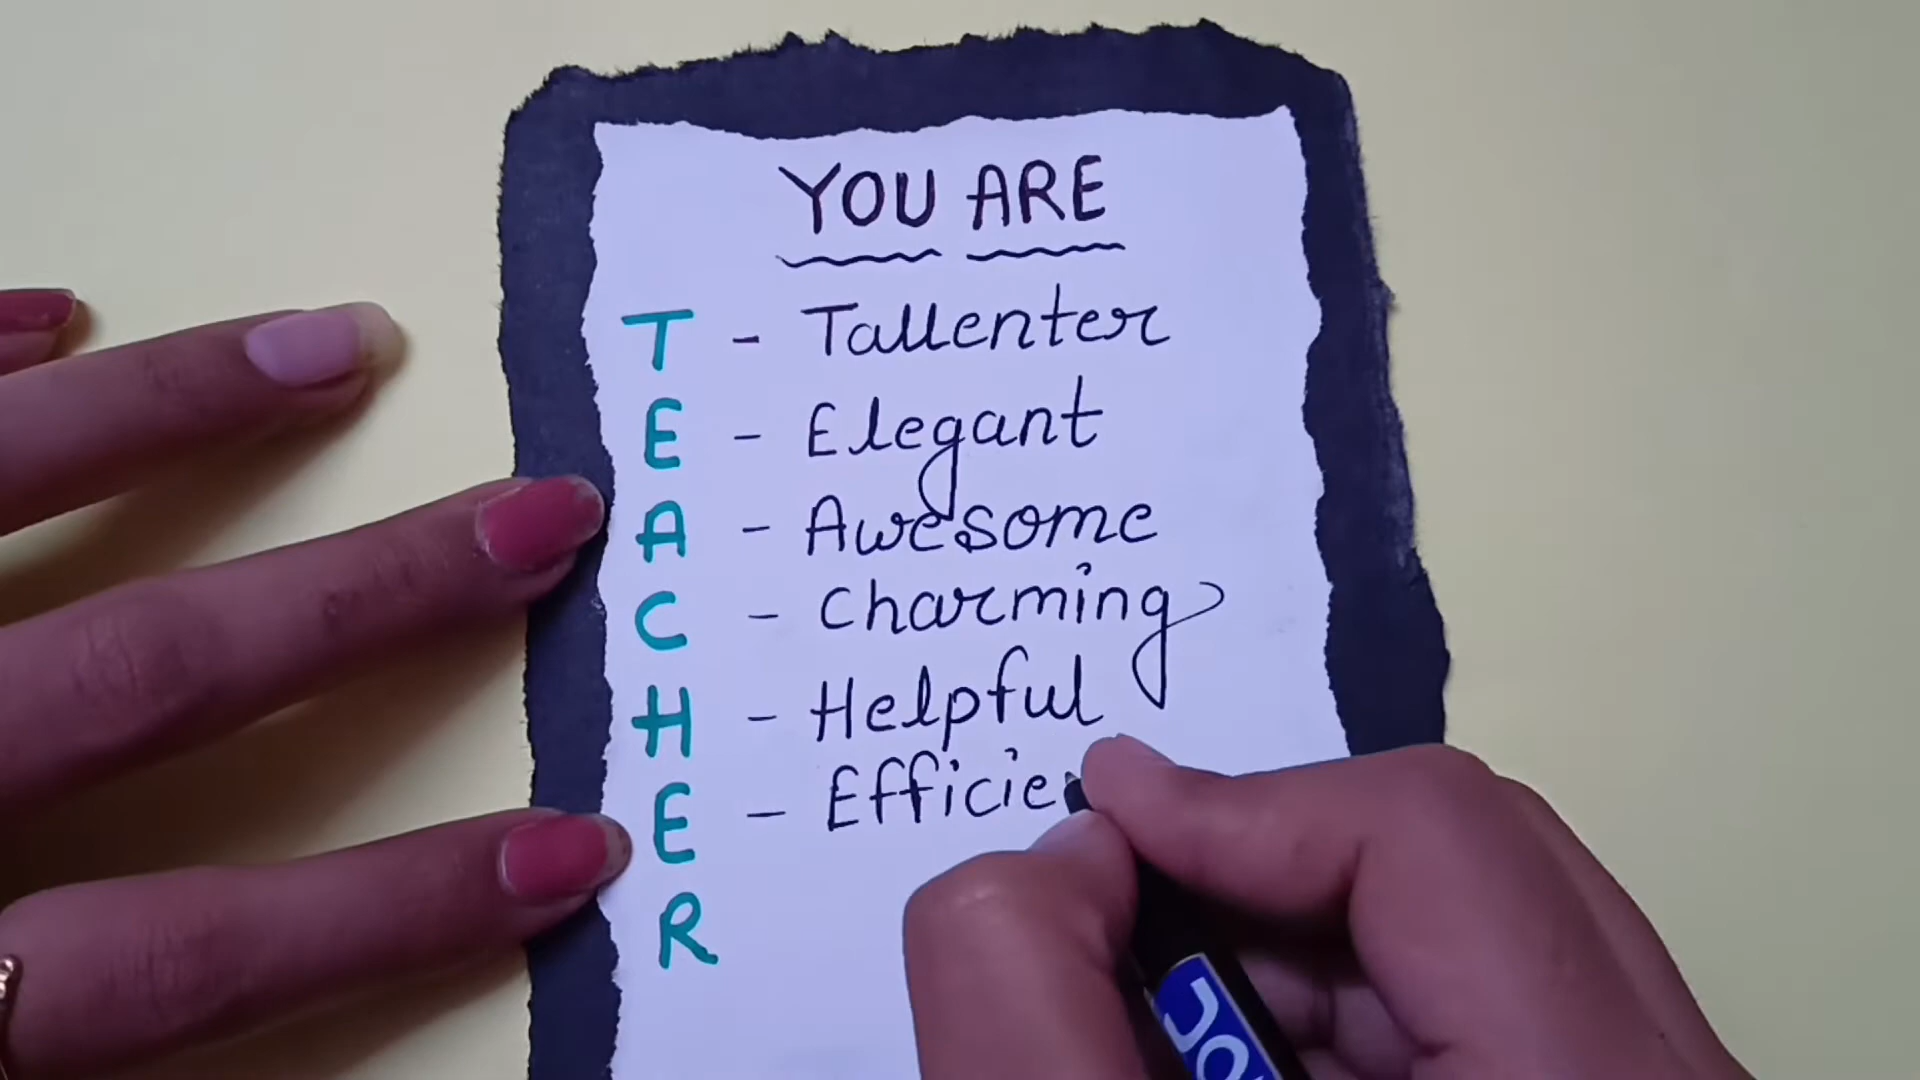 YOU ARE
T - Tallenter
E - Elegant
A - Awesome
C - Charming
H - Helpful
E - Efficie
R